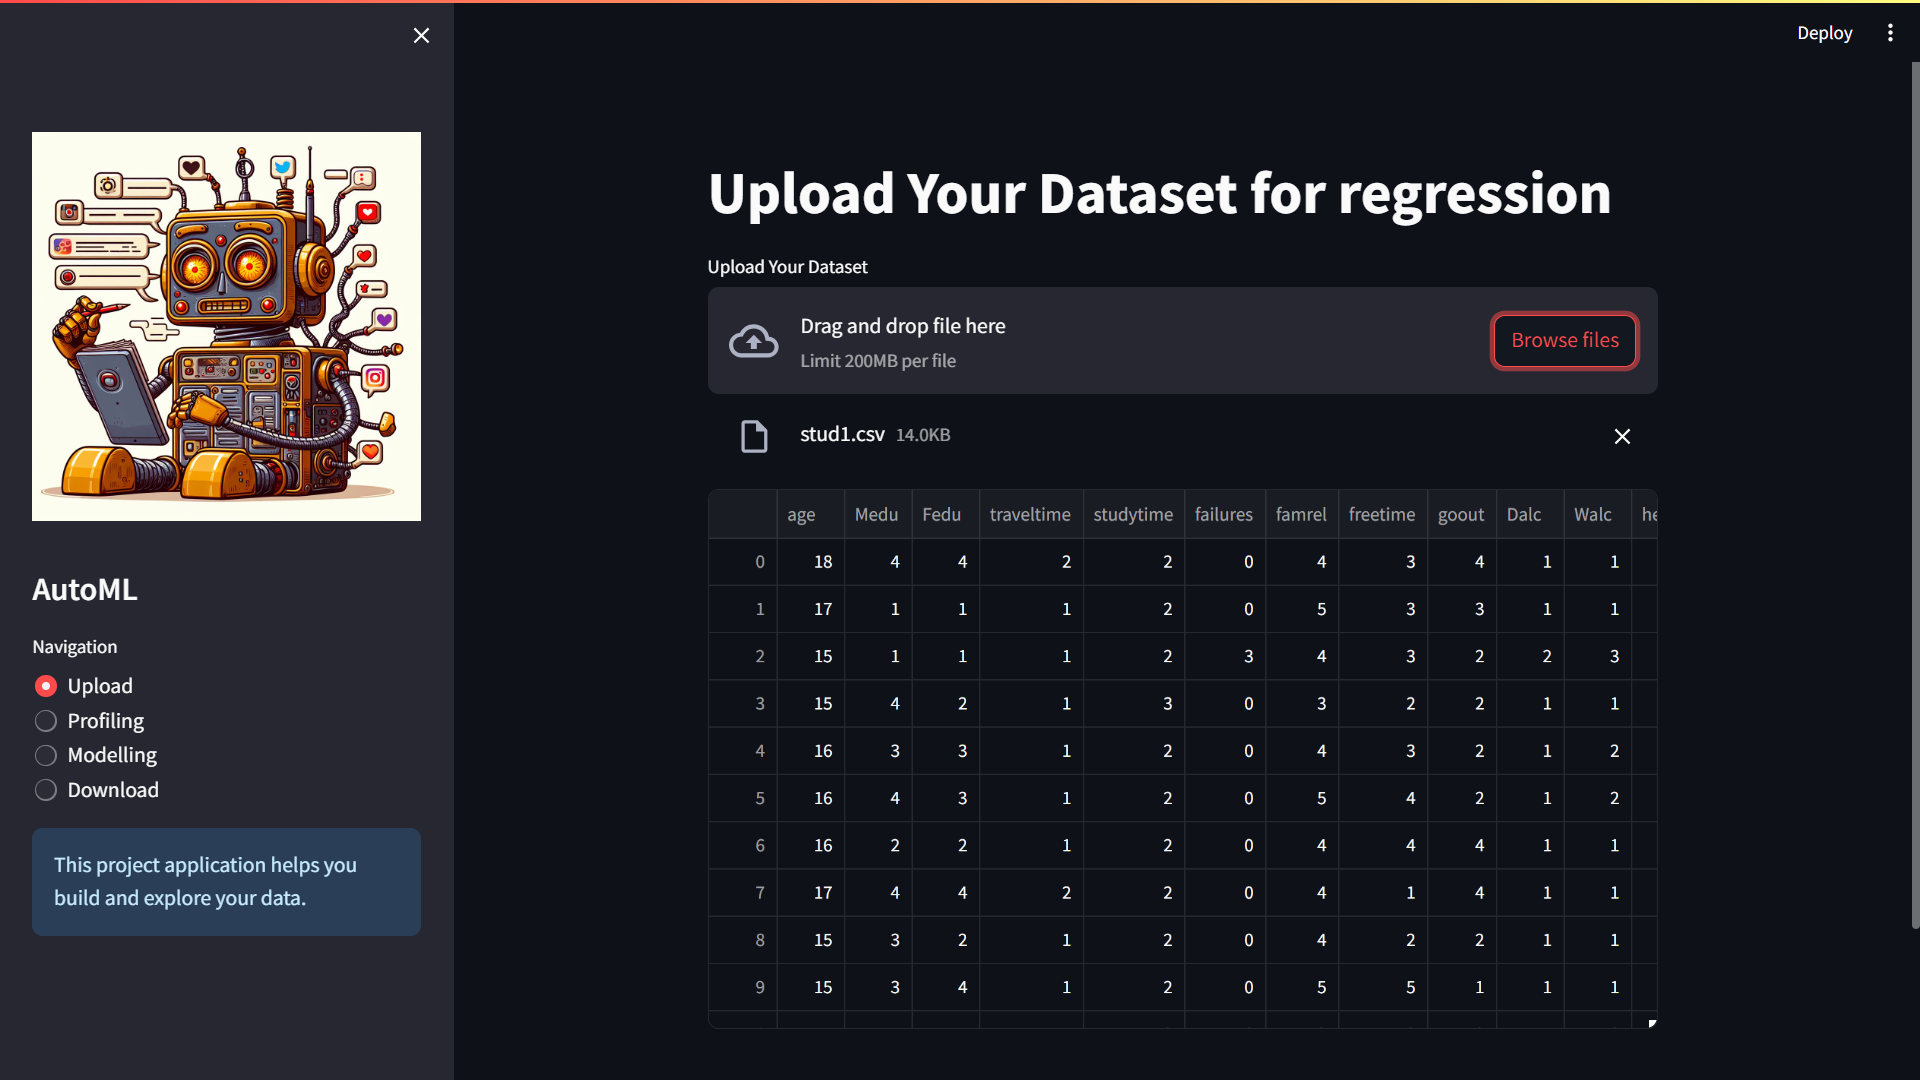 Deploy
AutoML
Navigation
Upload
Profiling
Modelling
Download
This project application helps you
build and explore your data.
Upload Your Dataset for regression
Upload Your Dataset
Drag and drop file here
Limit 200MB per file
Browse files
stud1.csv 14.0KB
age Medu Fedu traveltime studytime failures famrel freetime goout Dalc Walc he
0 18 4 4 2 2 0 4 3 4 1 1
1 17 1 1 1 2 0 5 3 3 1 1
2 15 1 1 1 2 3 4 3 2 2 3
3 15 4 2 1 3 0 3 2 2 1 1
4 16 3 3 1 2 0 4 3 2 1 2
5 16 4 3 1 2 0 5 4 2 1 2
6 16 2 2 1 2 0 4 4 4 1 1
7 17 4 4 2 2 0 4 1 4 1 1
8 15 3 2 1 2 0 4 2 2 1 1
9 15 3 4 1 2 0 5 5 1 1 1